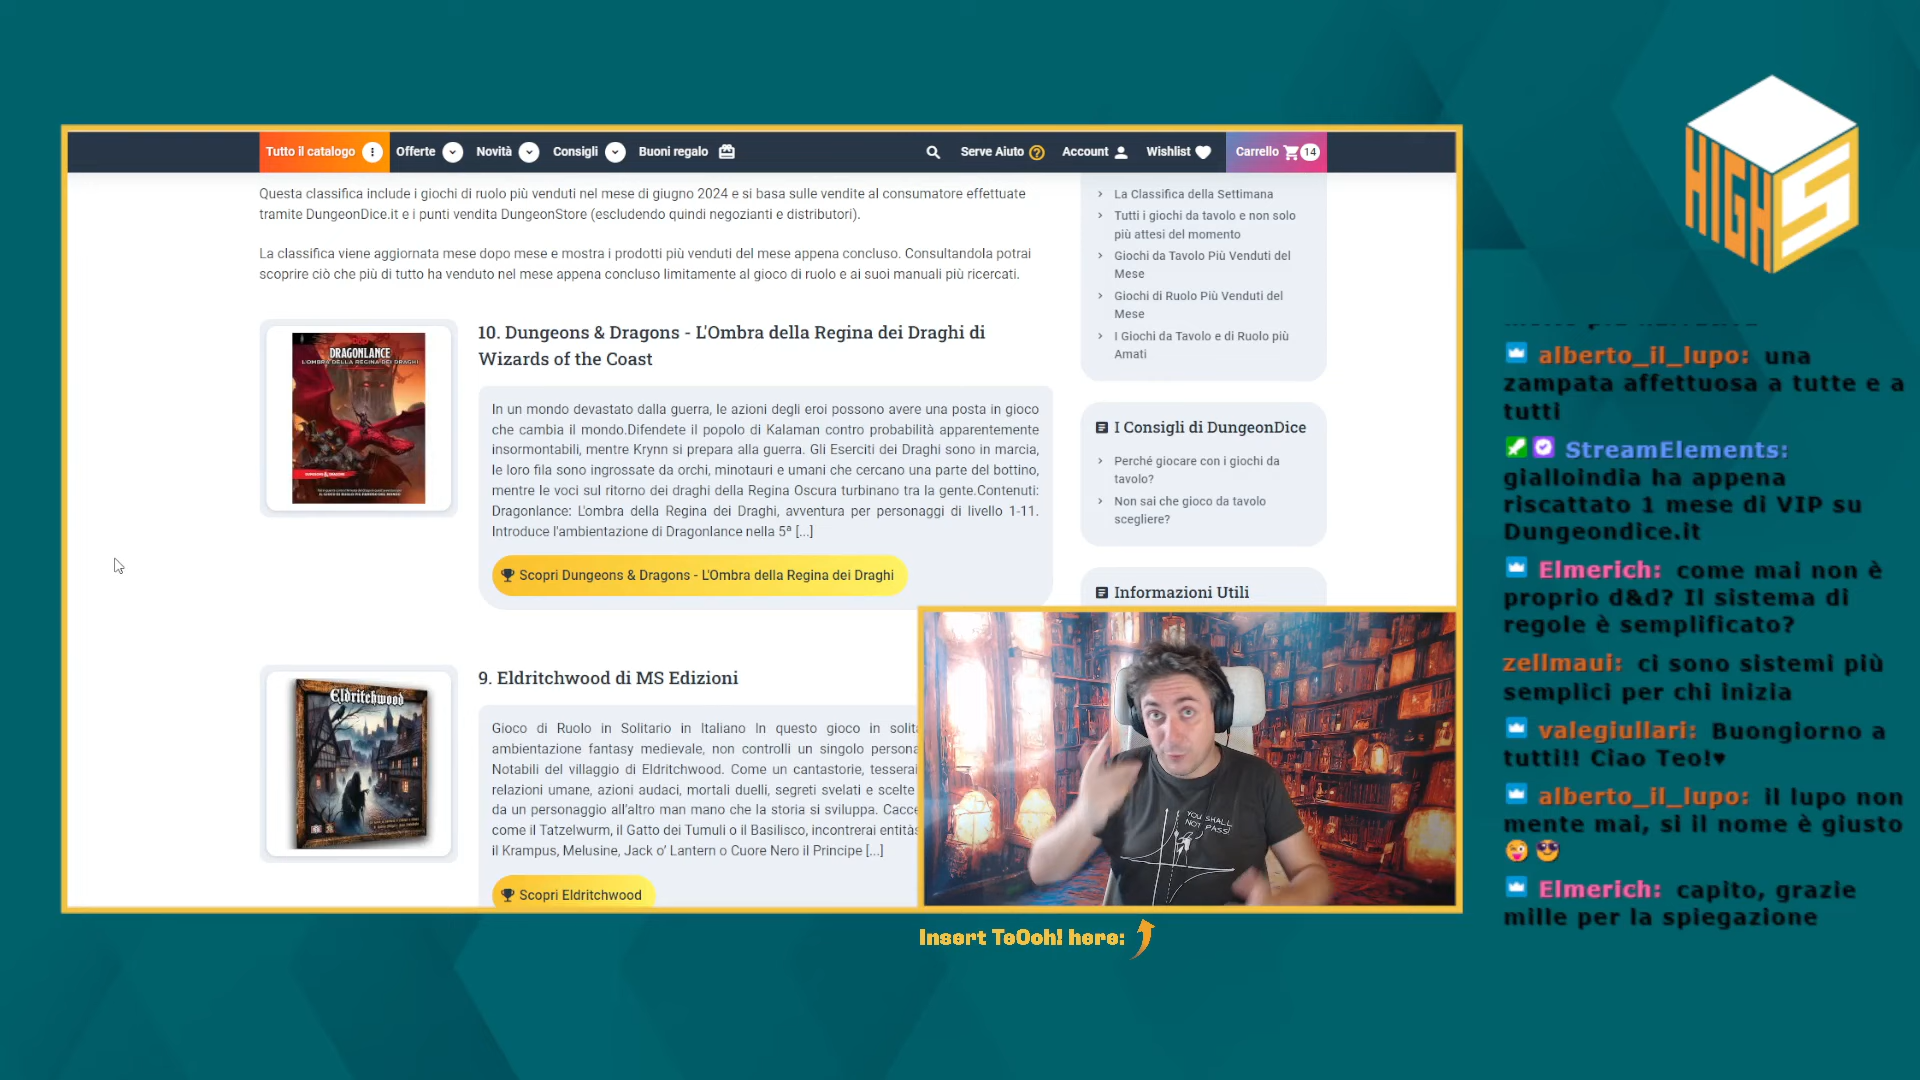 Tutto il catalogo
Offerte
Novità
Consigli
Buoni regalo
Serve Aiuto
Account
Wishlist
Carrello 14
Questa classifica include i giochi di ruolo più venduti nel mese di giugno 2024 e si basa sulle vendite al consumatore effettuate
tramite DungeonDice.it e i punti vendita DungeonStore (escludendo quindi negozianti e distributori).
La classifica viene aggiornata mese dopo mese e mostra i prodotti più venduti del mese appena concluso. Consultandola potrai
scoprire ciò che più di tutto ha venduto nel mese appena concluso limitamente al gioco di ruolo e ai suoi manuali più ricercati.
DRAGONLANCE
L'OMBRA DELLA REGINA DEI DRAGHI
10. Dungeons & Dragons - L'Ombra della Regina dei Draghi di
Wizards of the Coast
In un mondo devastato dalla guerra, le azioni degli eroi possono avere una posta in gioco
che cambia il mondo.Difendete il popolo di Kalaman contro probabilità apparentemente
insormontabili, mentre Krynn si prepara alla guerra. Gli Eserciti dei Draghi sono in marcia,
le loro fila sono ingrossate da orchi, minotauri e umani che cercano una parte del bottino,
mentre le voci sul ritorno dei draghi della Regina Oscura turbinano tra la gente.Contenuti:
Dragonlance: L'ombra della Regina dei Draghi, avventura per personaggi di livello 1-11.
Introduce l'ambientazione di Dragonlance nella 5ª [...]
Scopri Dungeons & Dragons - L'Ombra della Regina dei Draghi
Eldritchwood
9. Eldritchwood di MS Edizioni
Gioco di Ruolo in Solitario in Italiano In questo gioco in solita
ambientazione fantasy medievale, non controlli un singolo persona
Notabili del villaggio di Eldritchwood. Come un cantastorie, tesserai
relazioni umane, azioni audaci, mortali duelli, segreti svelati e scelte
da un personaggio all'altro man mano che la storia si sviluppa. Cacce
come il Tatzelwurm, il Gatto dei Tumuli o il Basilisco, incontrerai entità
il Krampus, Melusine, Jack o' Lantern o Cuore Nero il Principe [...]
Scopri Eldritchwood
La Classifica della Settimana
Tutti i giochi da tavolo e non solo
più attesi del momento
Giochi da Tavolo Più Venduti del
Mese
Giochi di Ruolo Più Venduti del
Mese
I Giochi da Tavolo e di Ruolo più
Amati
I Consigli di DungeonDice
Perché giocare con i giochi da
tavolo?
Non sai che gioco da tavolo
scegliere?
Informazioni Utili
YOU SHALL
NOT PASS!
Insert TeOoh! here:
HIGH 5
alberto_il_lupo: una
zampata affettuosa a tutte e a
tutti
StreamElements:
gialloindia ha appena
riscattato 1 mese di VIP su
Dungeondice.it
Elmerich: come mai non è
proprio d&d? Il sistema di
regole è semplificato?
zellmaui: ci sono sistemi più
semplici per chi inizia
valegiullari: Buongiorno a
tutti!! Ciao Teo!♥
alberto_il_lupo: il lupo non
mente mai, si il nome è giusto
😜 😎
Elmerich: capito, grazie
mille per la spiegazione